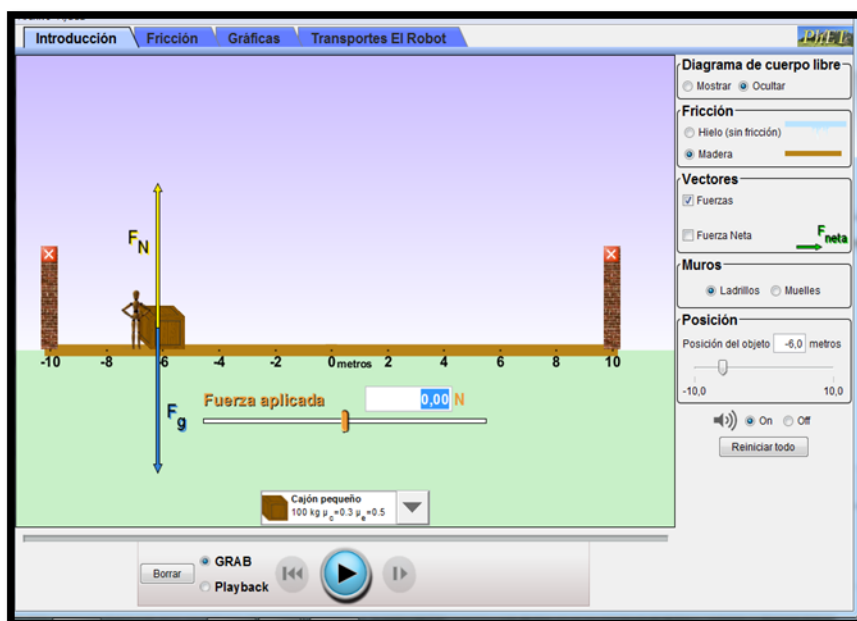 Introducción Fricción Gráficas Transportes El Robot
PhET
Diagrama de cuerpo libre
Mostrar Ocultar
Fricción
Hielo (sin fricción)
Madera
Vectores
Fuerzas
Fuerza Neta Fneta
Muros
Ladrillos Muelles
Posición
Posición del objeto -6,0 metros
-10,0 10,0
On Off
Reiniciar todo
FN
-10 -8 -6 -4 -2 0 metros 2 4 6 8 10
Fg
Fuerza aplicada 0,00 N
Cajón pequeño
100 kg μc=0.3 μe=0.5
Borrar
GRAB
Playback